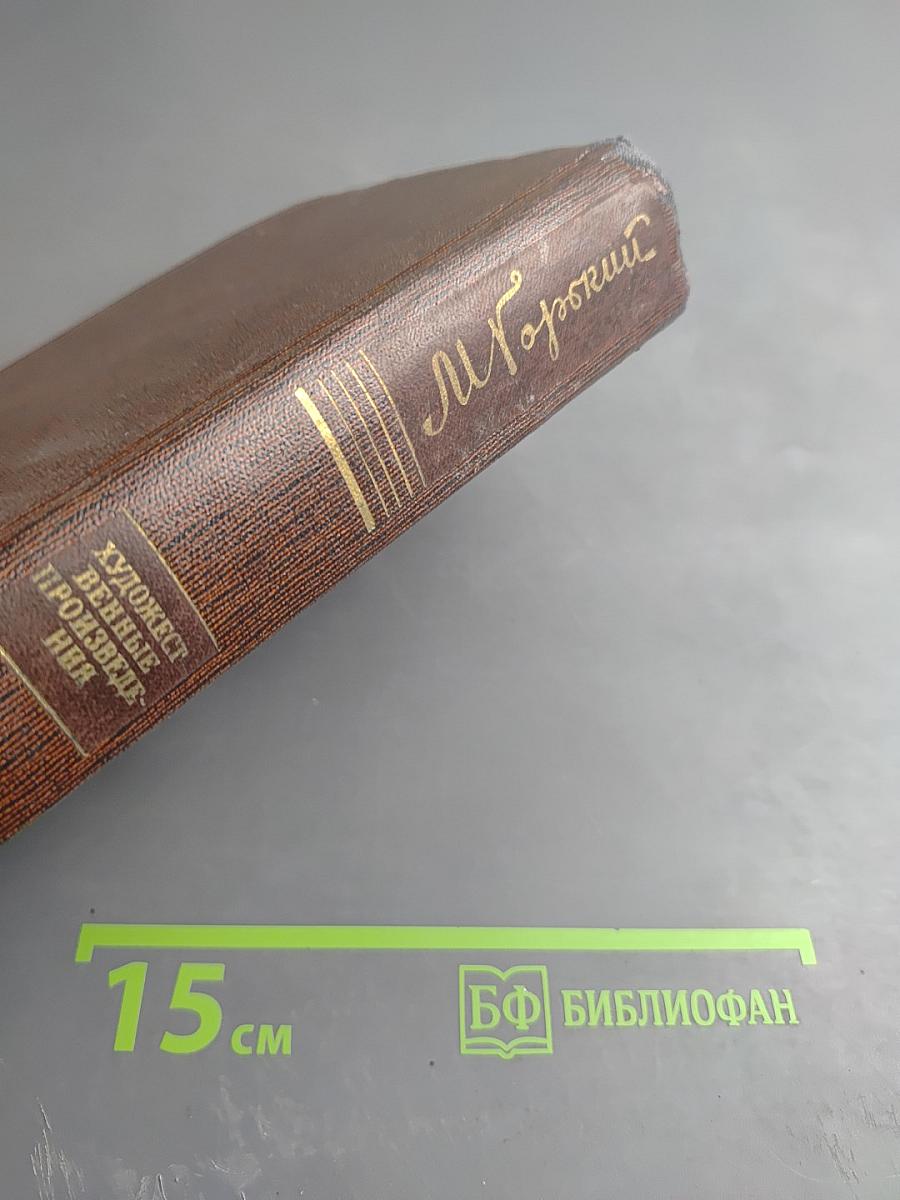 М Горький
ХУДОЖЕСТ
ВЕННЫЕ
ПРОИЗВЕДЕ-
НИЯ
15 см
БФ БИБЛИОФАН